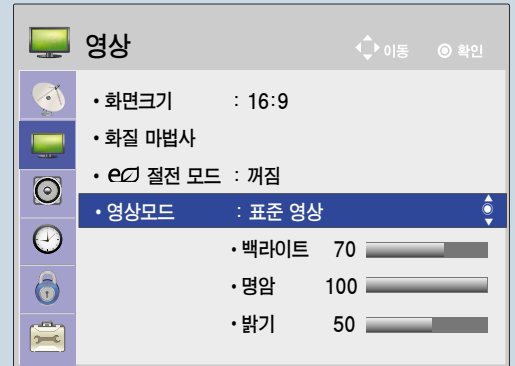 영상 이동 확인
• 화면크기 : 16:9
• 화질 마법사
• e 절전 모드 : 꺼짐
• 영상모드 : 표준 영상
• 백라이트 70
• 명암 100
• 밝기 50